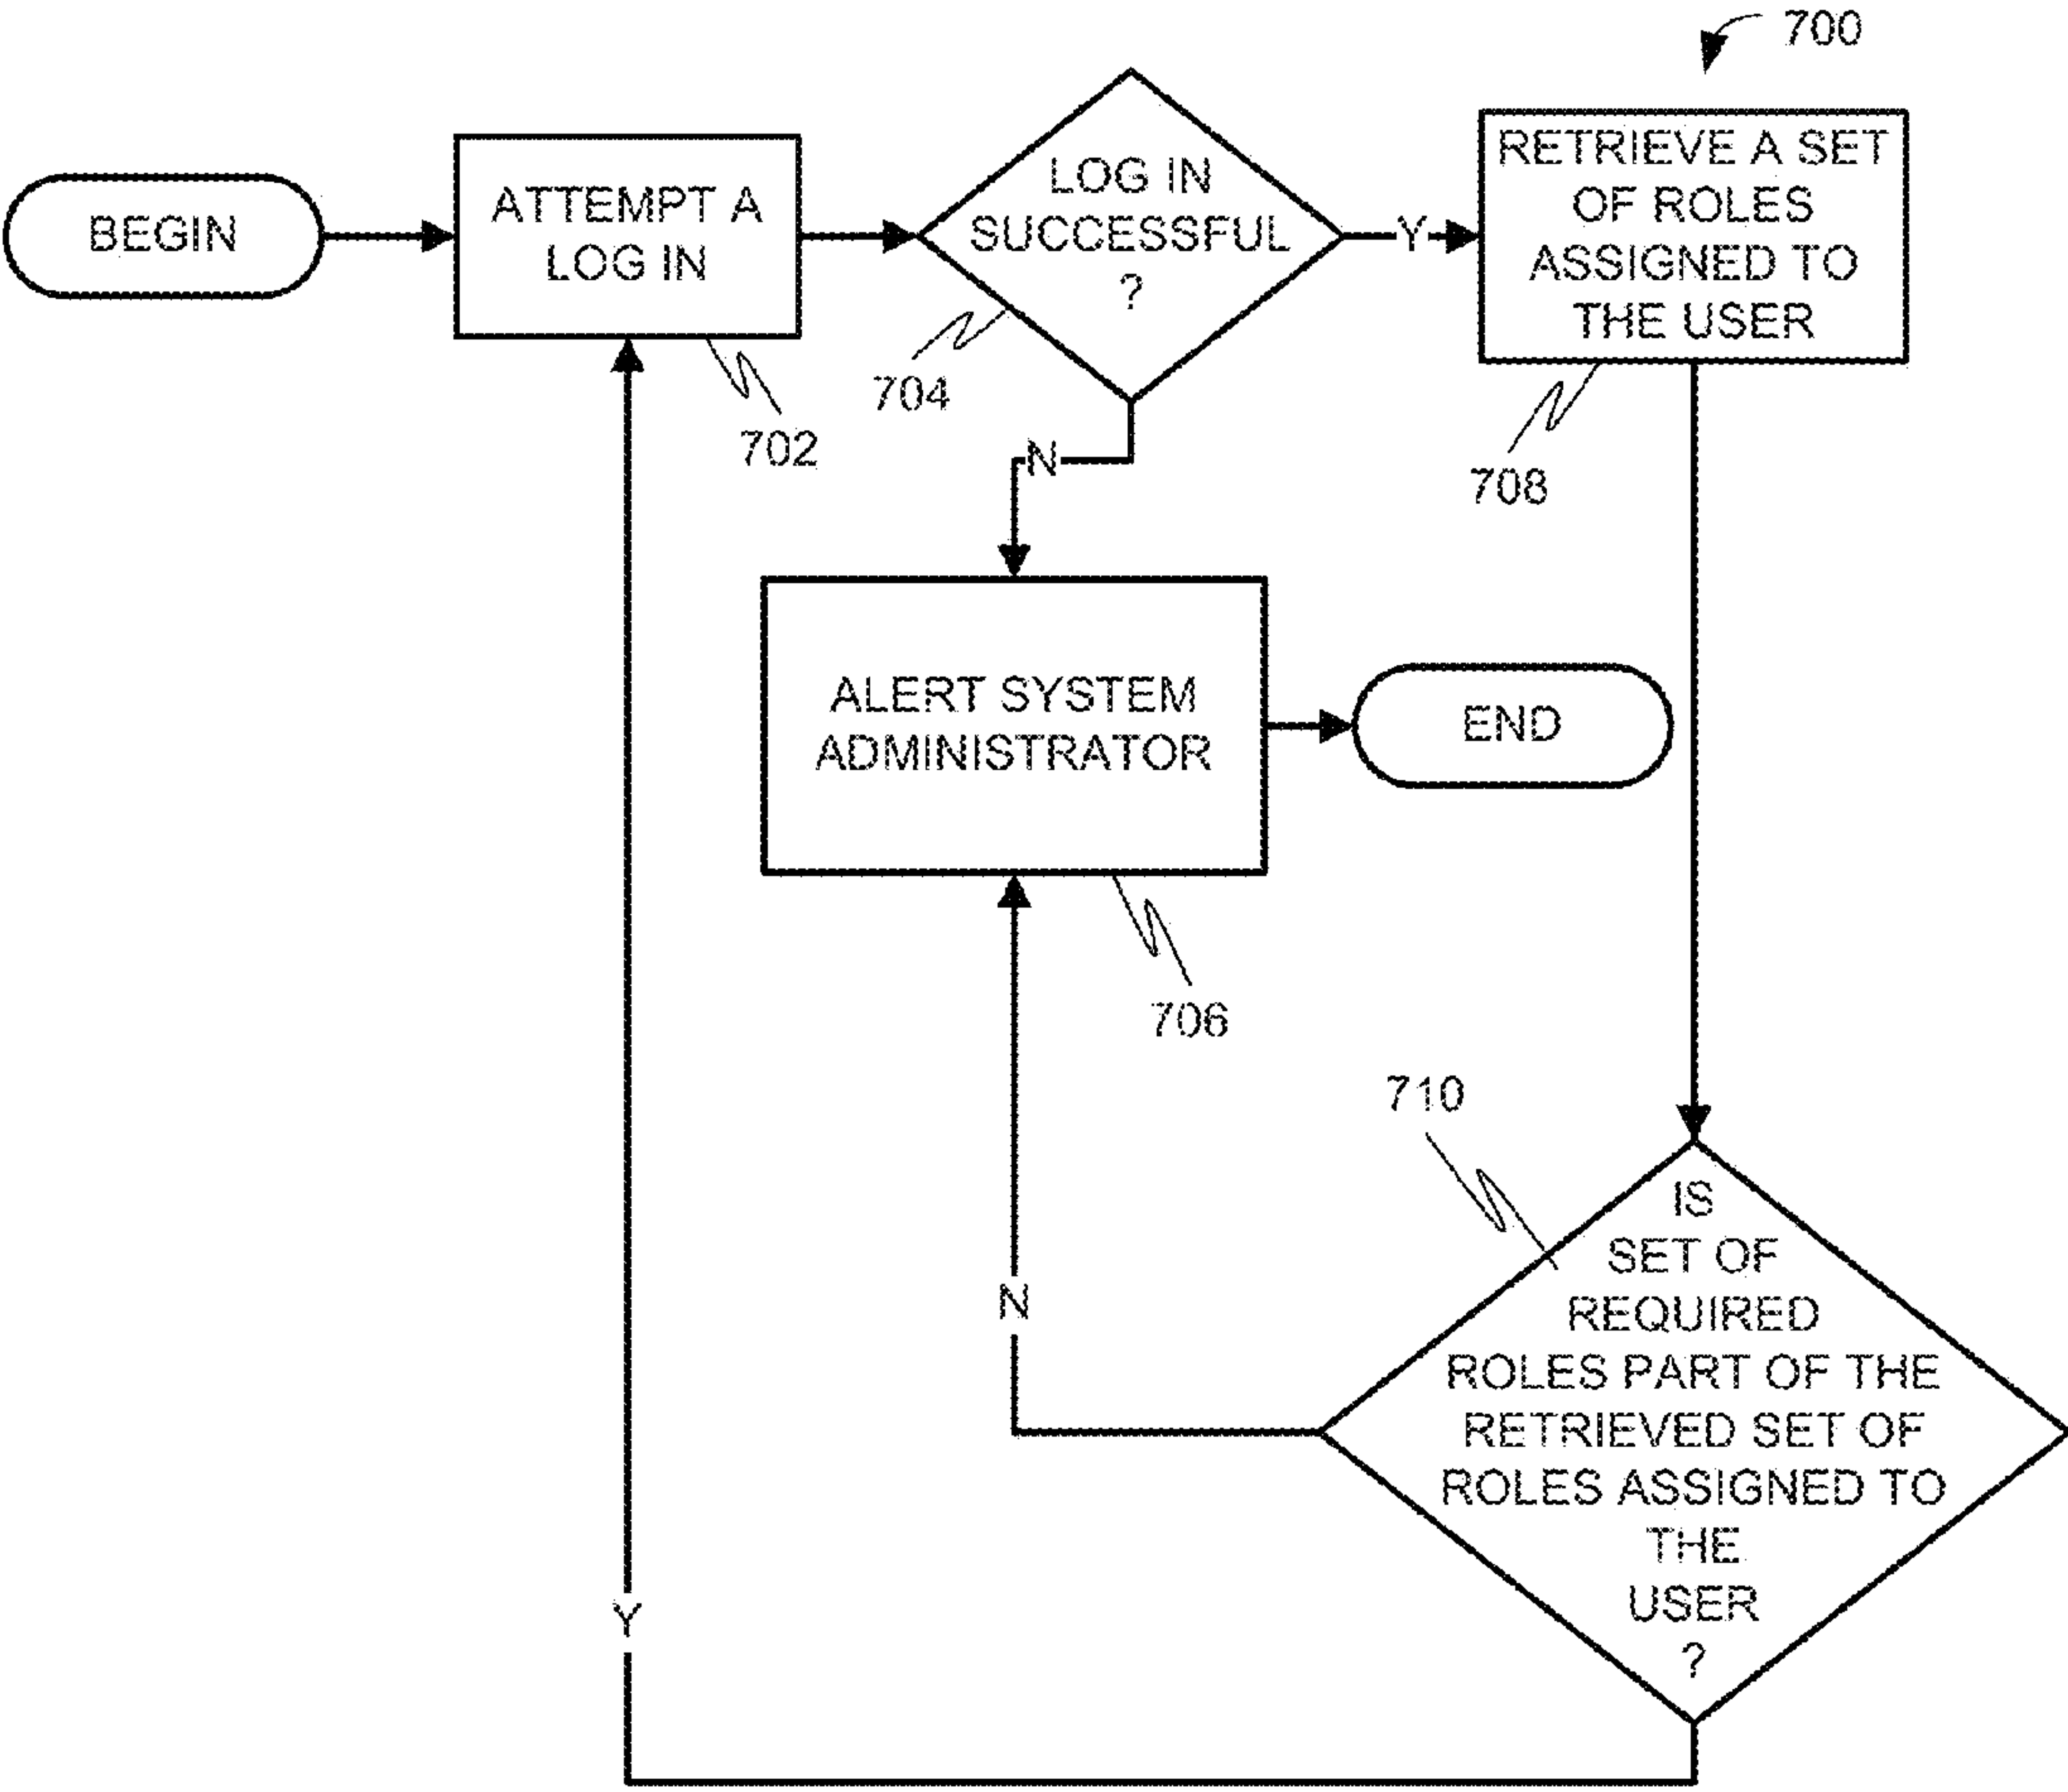 700
BEGIN
ATTEMPT A
LOG IN
702
LOG IN
SUCCESSFUL
?
704
Y
RETRIEVE A SET
OF ROLES
ASSIGNED TO
THE USER
708
N
ALERT SYSTEM
ADMINISTRATOR
706
END
710
IS
SET OF
REQUIRED
ROLES PART OF THE
RETRIEVED SET OF
ROLES ASSIGNED TO
THE
USER
?
N
Y